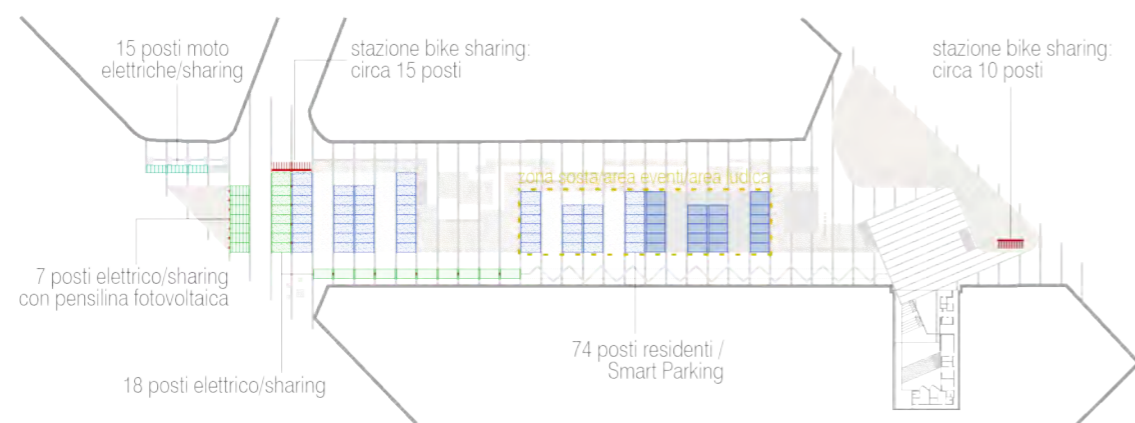 15 posti moto
elettriche/sharing
stazione bike sharing:
circa 15 posti
stazione bike sharing:
circa 10 posti
zona sosta/area eventi/area ludica
7 posti elettrico/sharing
con pensilina fotovoltaica
18 posti elettrico/sharing
74 posti residenti /
Smart Parking